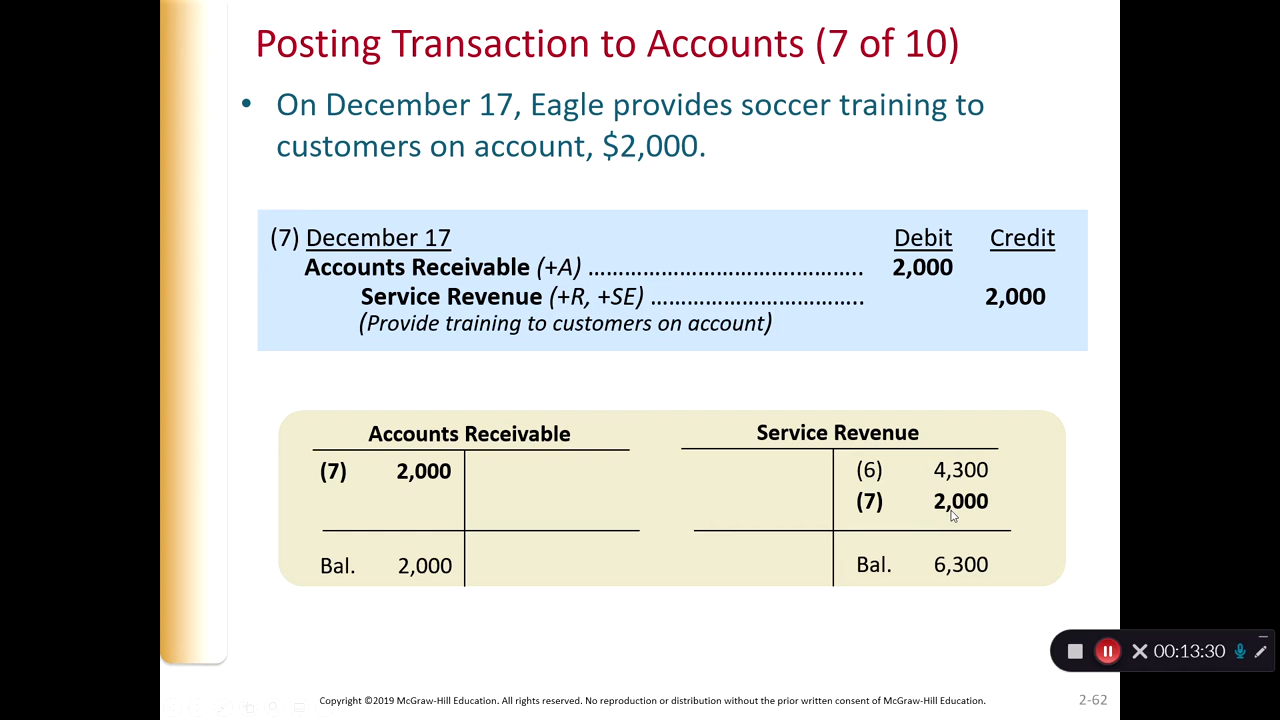 Posting Transaction to Accounts (7 of 10)
• On December 17, Eagle provides soccer training to
customers on account, $2,000.
(7) December 17 Debit Credit
Accounts Receivable (+A) ……………………………..……….. 2,000
Service Revenue (+R, +SE) …………………………….. 2,000
(Provide training to customers on account)
Accounts Receivable Service Revenue
(7) 2,000 (6) 4,300
(7) 2,000
Bal. 2,000 Bal. 6,300
00:13:30
Copyright ©2019 McGraw-Hill Education. All rights reserved. No reproduction or distribution without the prior written consent of McGraw-Hill Education. 2-62